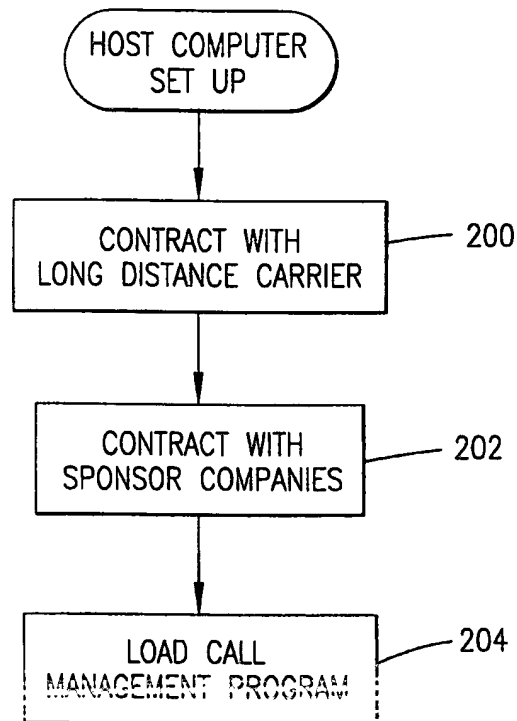 HOST COMPUTER
SET UP
CONTRACT WITH
LONG DISTANCE CARRIER
200
CONTRACT WITH
SPONSOR COMPANIES
202
LOAD CALL
MANAGEMENT PROGRAM
204